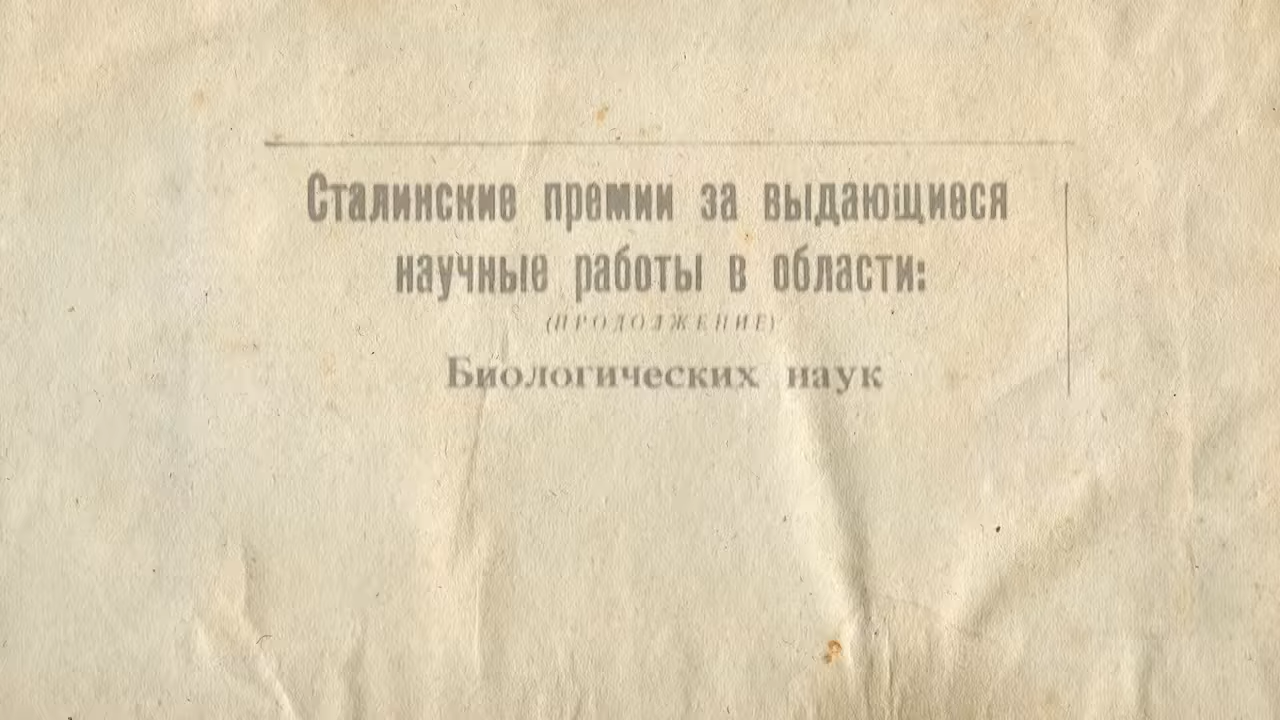 Сталинские премии за выдающиеся
научные работы в области:
(ПРОДОЛЖЕНИЕ)
Биологических наук